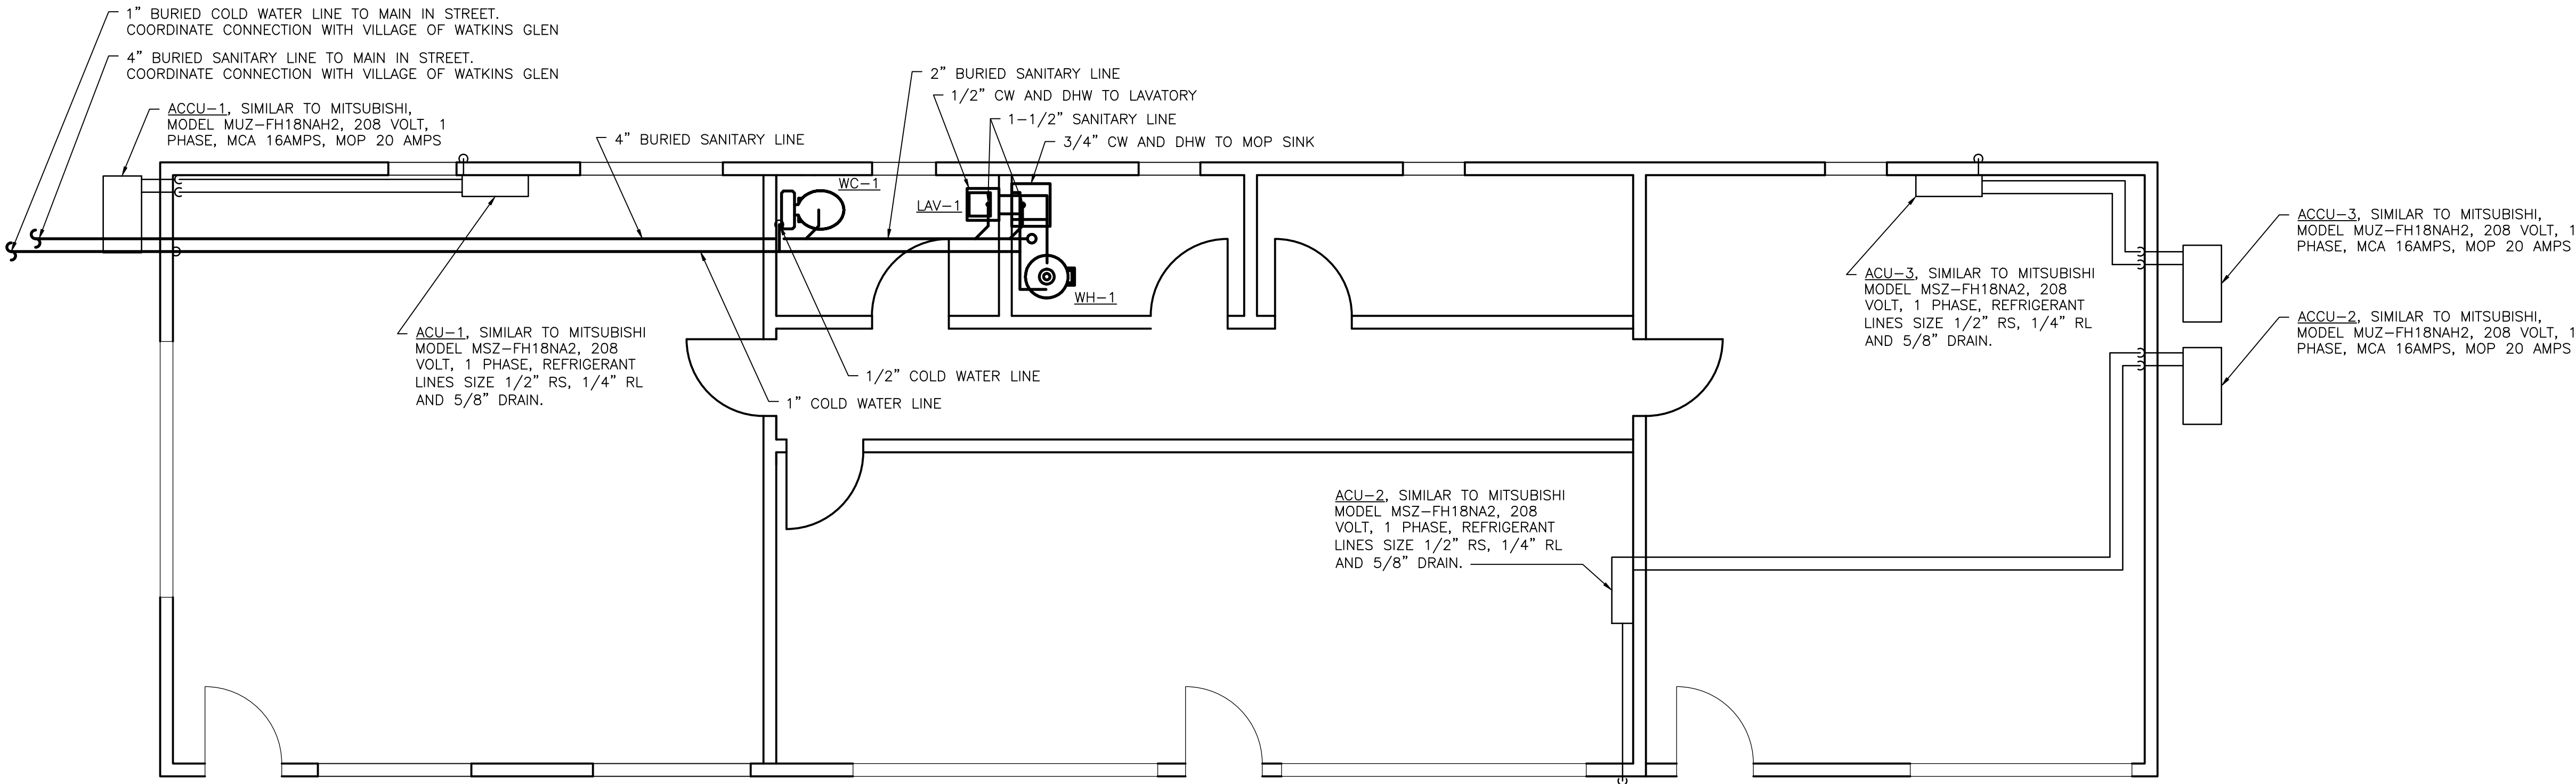 1” BURIED COLD WATER LINE TO MAIN IN STREET.
COORDINATE CONNECTION WITH VILLAGE OF WATKINS GLEN
4” BURIED SANITARY LINE TO MAIN IN STREET.
COORDINATE CONNECTION WITH VILLAGE OF WATKINS GLEN
ACCU-1, SIMILAR TO MITSUBISHI,
MODEL MUZ-FH18NAH2, 208 VOLT, 1
PHASE, MCA 16AMPS, MOP 20 AMPS
4” BURIED SANITARY LINE
2” BURIED SANITARY LINE
1/2” CW AND DHW TO LAVATORY
1-1/2” SANITARY LINE
3/4” CW AND DHW TO MOP SINK
WC-1
LAV-1
WH-1
ACU-1, SIMILAR TO MITSUBISHI
MODEL MSZ-FH18NA2, 208
VOLT, 1 PHASE, REFRIGERANT
LINES SIZE 1/2” RS, 1/4” RL
AND 5/8” DRAIN.
1/2” COLD WATER LINE
1” COLD WATER LINE
ACU-3, SIMILAR TO MITSUBISHI
MODEL MSZ-FH18NA2, 208
VOLT, 1 PHASE, REFRIGERANT
LINES SIZE 1/2” RS, 1/4” RL
AND 5/8” DRAIN.
ACCU-3, SIMILAR TO MITSUBISHI,
MODEL MUZ-FH18NAH2, 208 VOLT, 1
PHASE, MCA 16AMPS, MOP 20 AMPS
ACCU-2, SIMILAR TO MITSUBISHI,
MODEL MUZ-FH18NAH2, 208 VOLT, 1
PHASE, MCA 16AMPS, MOP 20 AMPS
ACU-2, SIMILAR TO MITSUBISHI
MODEL MSZ-FH18NA2, 208
VOLT, 1 PHASE, REFRIGERANT
LINES SIZE 1/2” RS, 1/4” RL
AND 5/8” DRAIN.